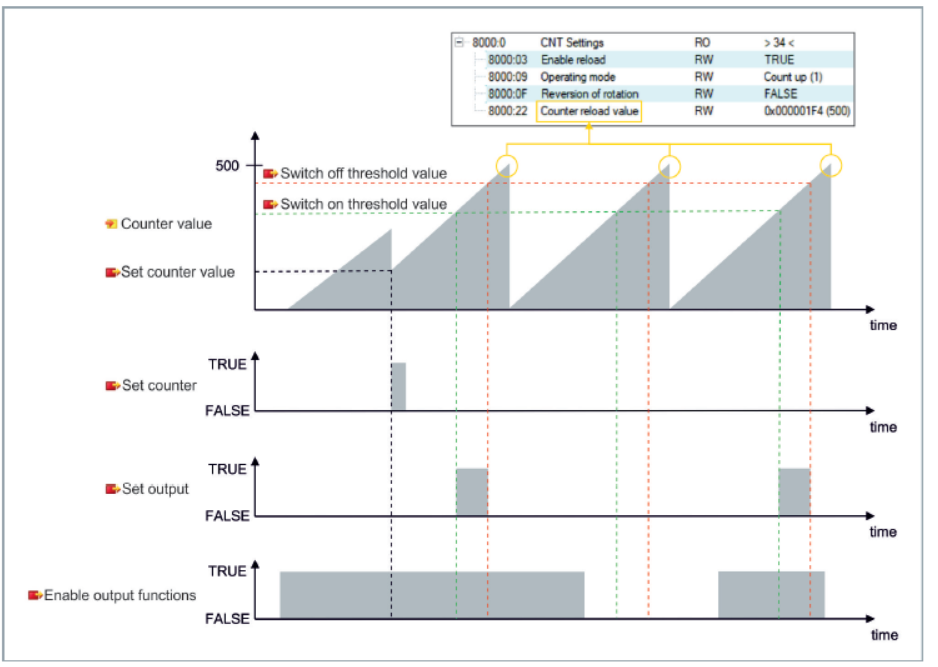 8000:0 CNT Settings RO > 34 <
8000:03 Enable reload RW TRUE
8000:09 Operating mode RW Count up (1)
8000:0F Reversion of rotation RW FALSE
8000:22 Counter reload value RW 0x000001F4 (500)
500
Switch off threshold value
Switch on threshold value
Counter value
Set counter value
time
TRUE
Set counter
FALSE
time
TRUE
Set output
FALSE
time
TRUE
Enable output functions
FALSE
time